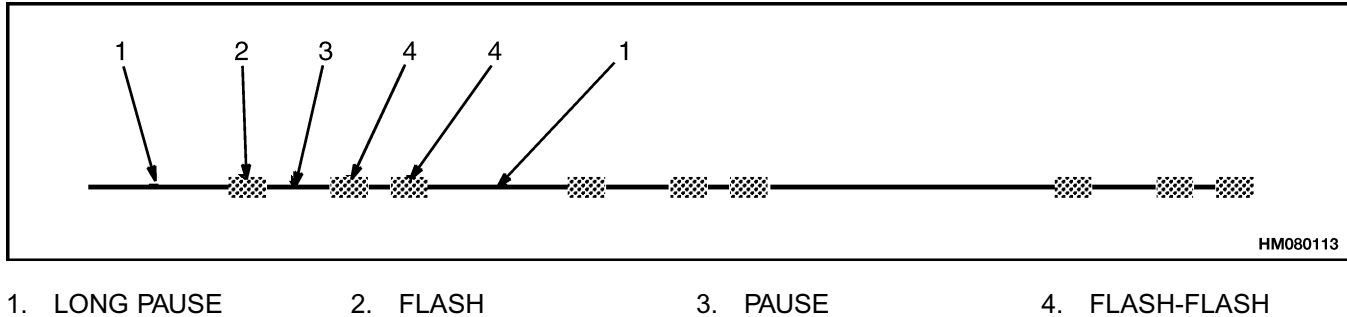 1 2 3 4 4 1
HM080113
1. LONG PAUSE 2. FLASH 3. PAUSE 4. FLASH-FLASH